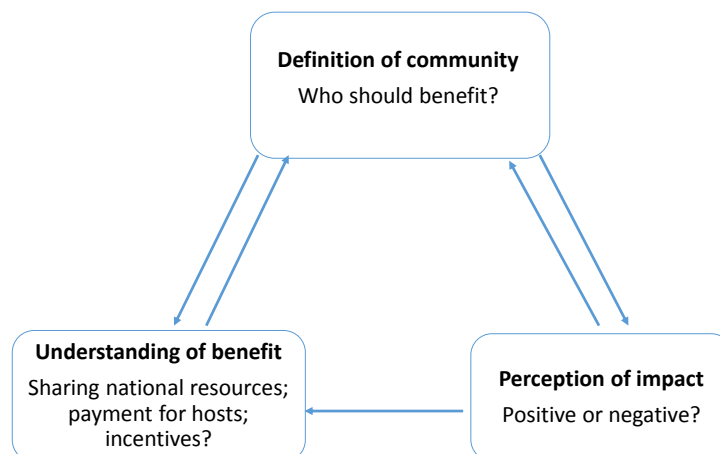 Definition of community
Who should benefit?
Understanding of benefit
Sharing national resources;
payment for hosts;
incentives?
Perception of impact
Positive or negative?